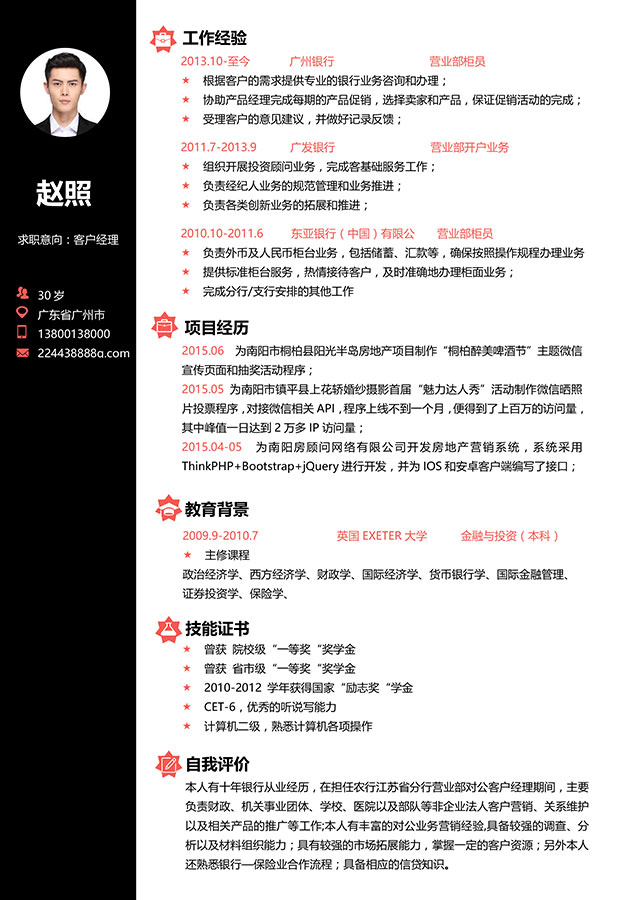 赵照
求职意向：客户经理
30 岁
广东省广州市
13800138000
224438888q.com
工作经验
2013.10-至今 广州银行 营业部柜员
根据客户的需求提供专业的银行业务咨询和办理；
协助产品经理完成每期的产品促销，选择卖家和产品，保证促销活动的完成；
受理客户的意见建议，并做好记录反馈；
2011.7-2013.9 广发银行 营业部开户业务
组织开展投资顾问业务，完成客基础服务工作；
负责经纪人业务的规范管理和业务推进；
负责各类创新业务的拓展和推进；
2010.10-2011.6 东亚银行（中国）有限公 营业部柜员
负责外币及人民币柜台业务，包括储蓄、汇款等，确保按照操作规程办理业务
提供标准柜台服务，热情接待客户，及时准确地办理柜面业务；
完成分行/支行安排的其他工作
项目经历
2015.06 为南阳市桐柏县阳光半岛房地产项目制作“桐柏醉美啤酒节”主题微信
宣传页面和抽奖活动程序；
2015.05 为南阳市镇平县上花轿婚纱摄影首届“魅力达人秀”活动制作微信晒照
片投票程序，对接微信相关 API，程序上线不到一个月，便得到了上百万的访问量，
其中峰值一日达到 2 万多 IP 访问量；
2015.04-05 为南阳房顾问网络有限公司开发房地产营销系统，系统采用
ThinkPHP+Bootstrap+jQuery 进行开发，并为 IOS 和安卓客户端编写了接口；
教育背景
2009.9-2010.7 英国 EXETER 大学 金融与投资（本科）
主修课程
政治经济学、西方经济学、财政学、国际经济学、货币银行学、国际金融管理、
证券投资学、保险学、
技能证书
曾获 院校级“一等奖“奖学金
曾获 省市级“一等奖“奖学金
2010-2012 学年获得国家“励志奖“学金
CET-6，优秀的听说写能力
计算机二级，熟悉计算机各项操作
自我评价
本人有十年银行从业经历，在担任农行江苏省分行营业部对公客户经理期间，主要
负责财政、机关事业团体、学校、医院以及部队等非企业法人客户营销、关系维护
以及相关产品的推广等工作;本人有丰富的对公业务营销经验,具备较强的调查、分
析以及材料组织能力；具有较强的市场拓展能力，掌握一定的客户资源；另外本人
还熟悉银行—保险业合作流程；具备相应的信贷知识。